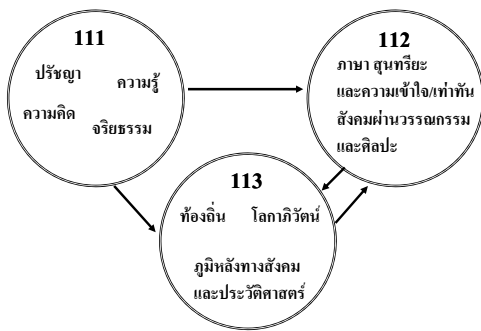 111
ปรัชญา
ความรู้
ความคิด
จริยธรรม
112
ภาษา สุนทรียะ
และความเข้าใจ/เท่าทัน
สังคมผ่านวรรณกรรม
และศิลปะ
113
ท้องถิ่น โลกาภิวัตน์
ภูมิหลังทางสังคม
และประวัติศาสตร์